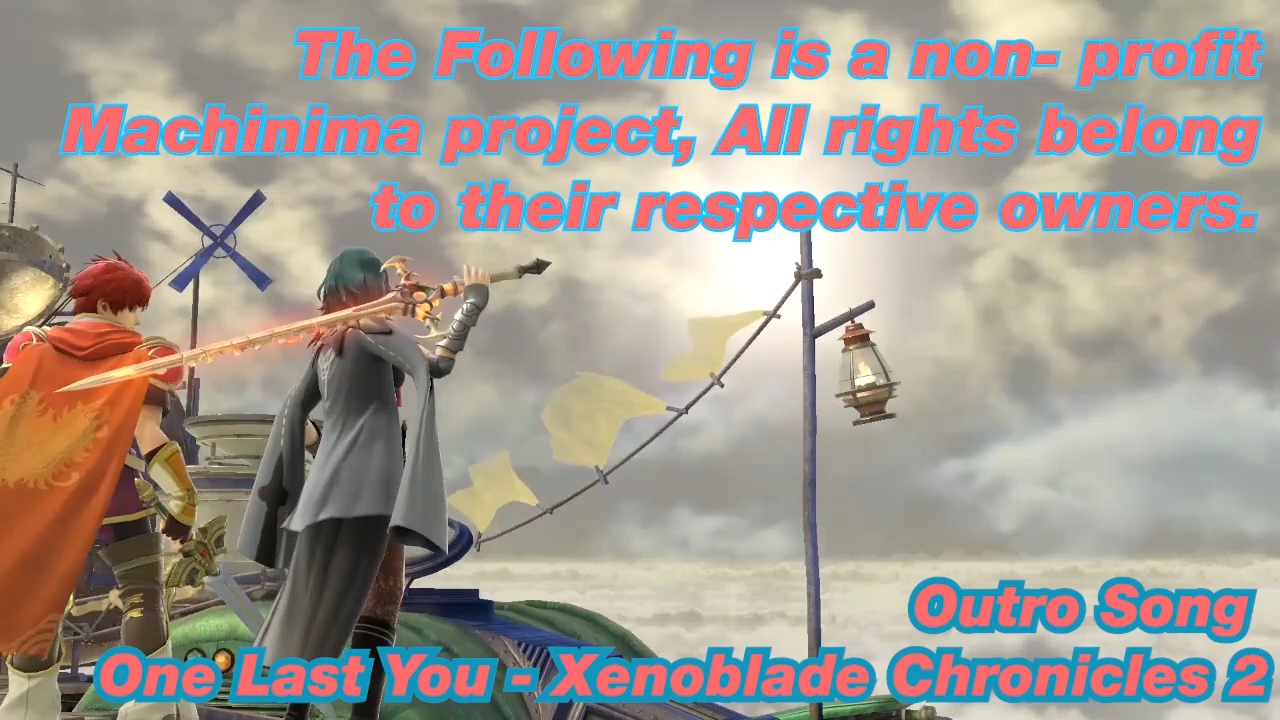 The Following is a non- profit
Machinima project, All rights belong
to their respective owners.
Outro Song
One Last You - Xenoblade Chronicles 2